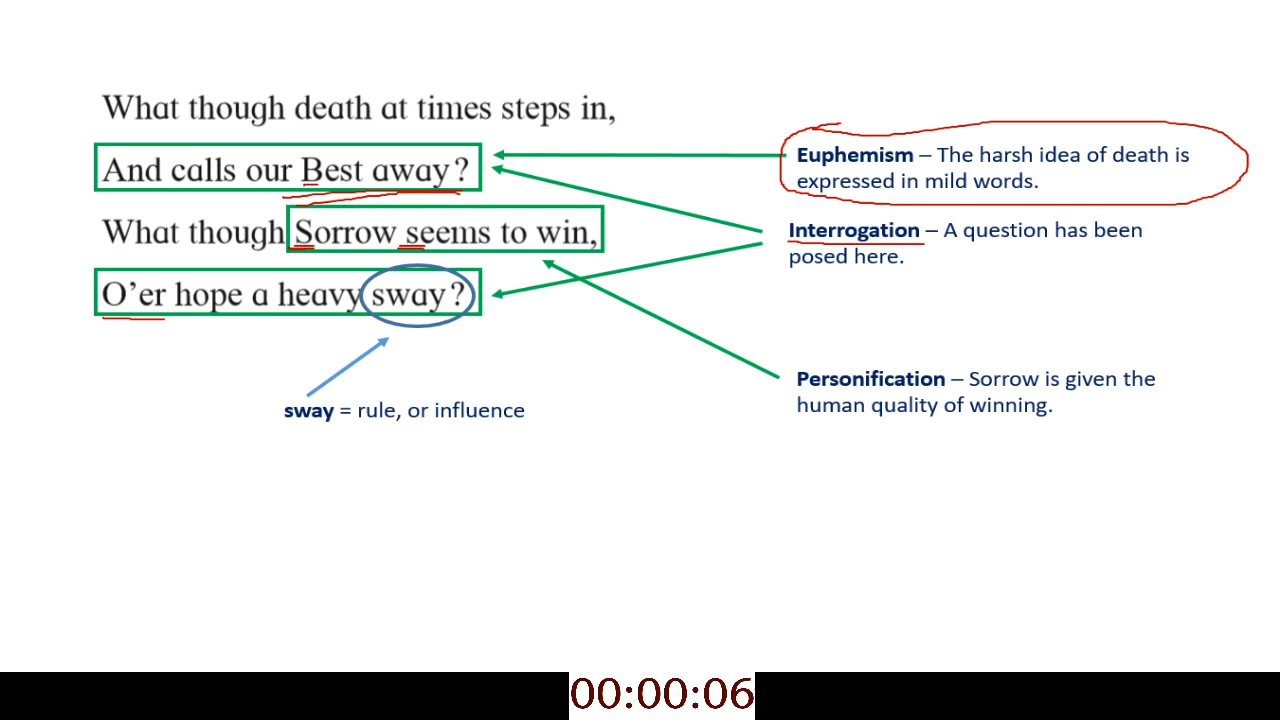 What though death at times steps in,
And calls our Best away?
What though Sorrow seems to win,
O'er hope a heavy sway?
Euphemism – The harsh idea of death is
expressed in mild words.
Interrogation – A question has been
posed here.
Personification – Sorrow is given the
human quality of winning.
sway = rule, or influence
00:00:06